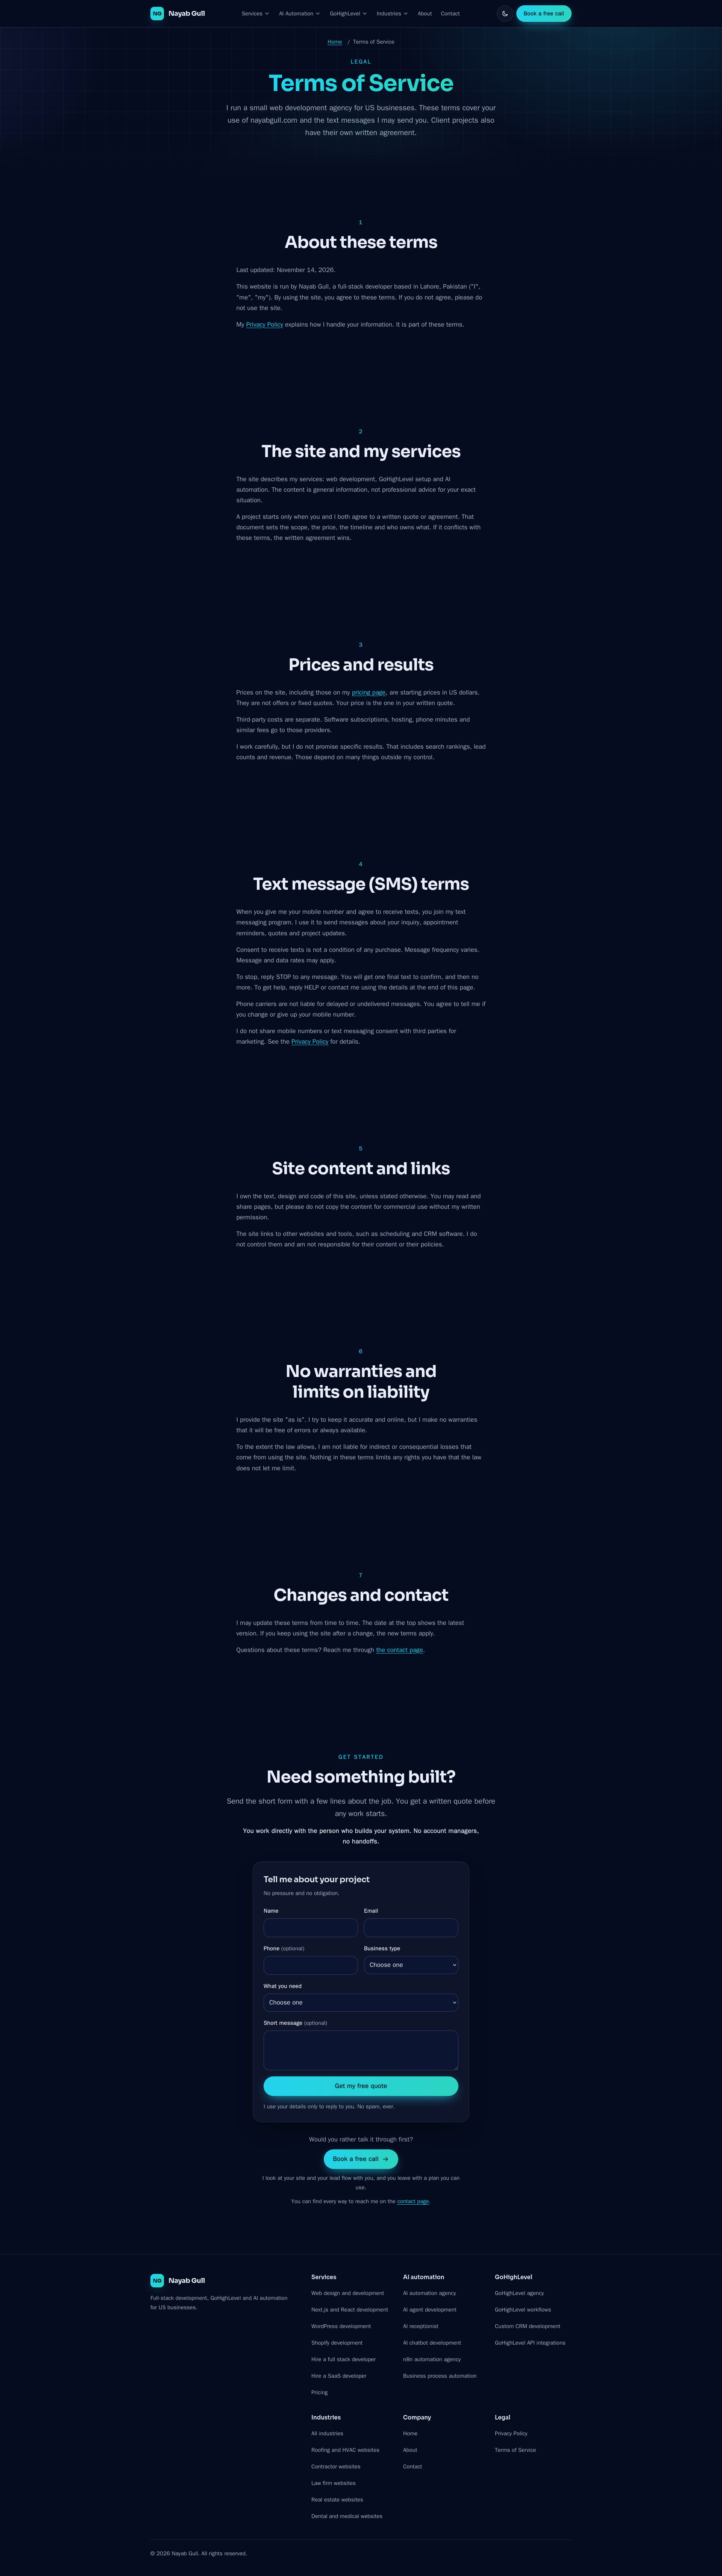 NG Nayab Gull
Services AI Automation GoHighLevel Industries About Contact
Book a free call
Home / Terms of Service
LEGAL
Terms of Service
I run a small web development agency for US businesses. These terms cover your
use of nayabgull.com and the text messages I may send you. Client projects also
have their own written agreement.
1
About these terms
Last updated: November 14, 2026.
This website is run by Nayab Gull, a full-stack developer based in Lahore, Pakistan ("I",
"me", "my"). By using the site, you agree to these terms. If you do not agree, please do
not use the site.
My Privacy Policy explains how I handle your information. It is part of these terms.
2
The site and my services
The site describes my services: web development, GoHighLevel setup and AI
automation. The content is general information, not professional advice for your exact
situation.
A project starts only when you and I both agree to a written quote or agreement. That
document sets the scope, the price, the timeline and who owns what. If it conflicts with
these terms, the written agreement wins.
3
Prices and results
Prices on the site, including those on my pricing page, are starting prices in US dollars.
They are not offers or fixed quotes. Your price is the one in your written quote.
Third-party costs are separate. Software subscriptions, hosting, phone minutes and
similar fees go to those providers.
I work carefully, but I do not promise specific results. That includes search rankings, lead
counts and revenue. Those depend on many things outside my control.
4
Text message (SMS) terms
When you give me your mobile number and agree to receive texts, you join my text
messaging program. I use it to send messages about your inquiry, appointment
reminders, quotes and project updates.
Consent to receive texts is not a condition of any purchase. Message frequency varies.
Message and data rates may apply.
To stop, reply STOP to any message. You will get one final text to confirm, and then no
more. To get help, reply HELP or contact me using the details at the end of this page.
Phone carriers are not liable for delayed or undelivered messages. You agree to tell me if
you change or give up your mobile number.
I do not share mobile numbers or text messaging consent with third parties for
marketing. See the Privacy Policy for details.
5
Site content and links
I own the text, design and code of this site, unless stated otherwise. You may read and
share pages, but please do not copy the content for commercial use without my written
permission.
The site links to other websites and tools, such as scheduling and CRM software. I do
not control them and am not responsible for their content or their policies.
6
No warranties and
limits on liability
I provide the site "as is". I try to keep it accurate and online, but I make no warranties
that it will be free of errors or always available.
To the extent the law allows, I am not liable for indirect or consequential losses that
come from using the site. Nothing in these terms limits any rights you have that the law
does not let me limit.
7
Changes and contact
I may update these terms from time to time. The date at the top shows the latest
version. If you keep using the site after a change, the new terms apply.
Questions about these terms? Reach me through the contact page.
GET STARTED
Need something built?
Send the short form with a few lines about the job. You get a written quote before
any work starts.
You work directly with the person who builds your system. No account managers,
no handoffs.
Tell me about your project
No pressure and no obligation.
Name Email
Phone (optional) Business type
Choose one
What you need
Choose one
Short message (optional)
Get my free quote
I use your details only to reply to you. No spam, ever.
Would you rather talk it through first?
Book a free call →
I look at your site and your lead flow with you, and you leave with a plan you can
use.
You can find every way to reach me on the contact page.
NG Nayab Gull
Full-stack development, GoHighLevel and AI automation
for US businesses.
Services
Web design and development
Next.js and React development
WordPress development
Shopify development
Hire a full stack developer
Hire a SaaS developer
Pricing
AI automation
AI automation agency
AI agent development
AI receptionist
AI chatbot development
n8n automation agency
Business process automation
GoHighLevel
GoHighLevel agency
GoHighLevel workflows
Custom CRM development
GoHighLevel API integrations
Industries
All industries
Roofing and HVAC websites
Contractor websites
Law firm websites
Real estate websites
Dental and medical websites
Company
Home
About
Contact
Legal
Privacy Policy
Terms of Service
© 2026 Nayab Gull. All rights reserved.